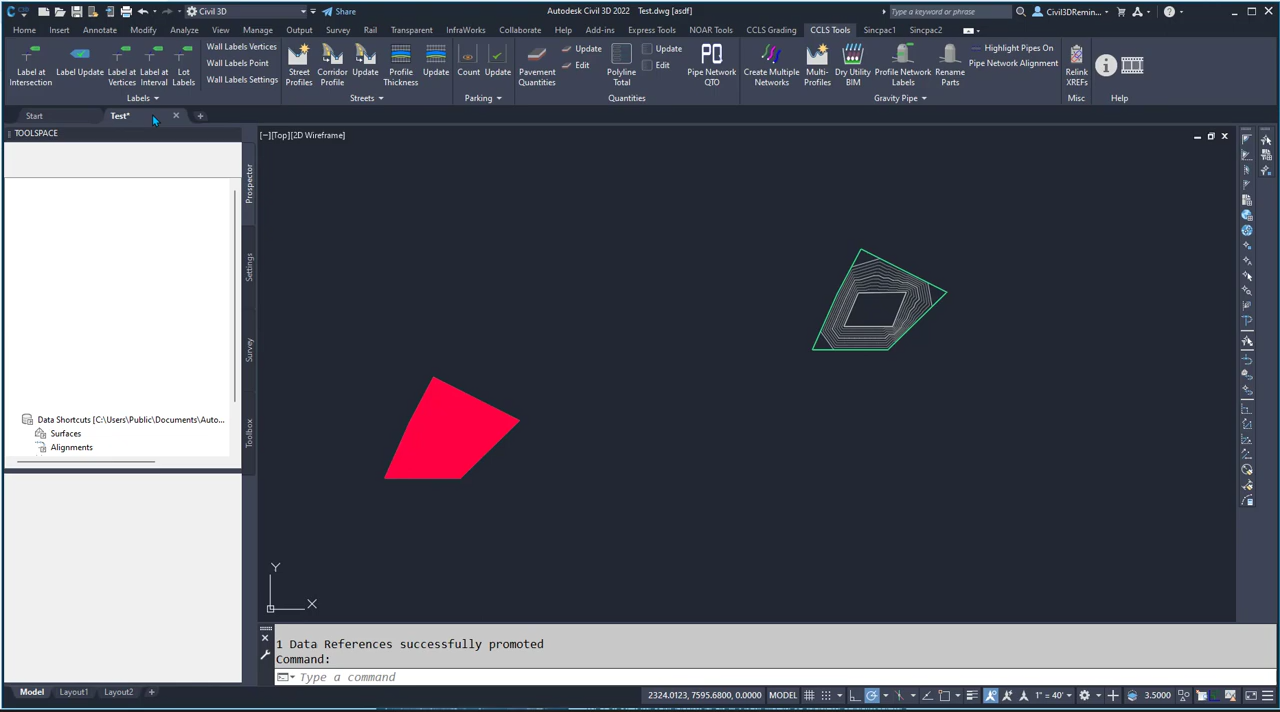 Civil 3D
Share
Autodesk Civil 3D 2022 Test.dwg [asdf]
Type a keyword or phrase
Civil3DRemin...
Home Insert Annotate Modify Analyze View Manage Output Survey Rail Transparent InfraWorks Collaborate Help Add-ins Express Tools NOAR Tools CCLS Grading CCLS Tools Sincpac1 Sincpac2
Label at Intersection
Label Update
Label at Vertices
Label at Interval
Lot Labels
Wall Labels Vertices
Wall Labels Point
Wall Labels Settings
Street Profiles
Corridor Profile
Update
Profile Thickness
Update
Count
Update
Pavement Quantities
Update
Edit
Polyline Total
Update
Edit
PQ
Pipe Network QTO
Create Multiple Networks
Multi-Profiles
Dry Utility BIM
Profile Network Labels
Rename Parts
Highlight Pipes On
Pipe Network Alignment
Relink XREFs
Labels Streets Parking Quantities Gravity Pipe Misc Help
Start Test*
TOOLSPACE
[−][Top][2D Wireframe]
Prospector
Settings
Survey
Toolbox
Data Shortcuts [C:\Users\Public\Documents\Auto...
Surfaces
Alignments
Y
X
1 Data References successfully promoted
Command:
Type a command
Model Layout1 Layout2
2324.0123, 7595.6800, 0.0000 MODEL 1" = 40' 3.5000